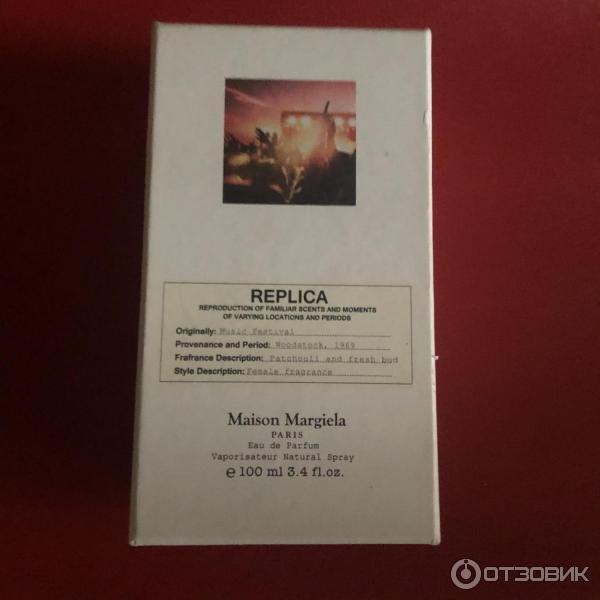 REPLICA
REPRODUCTION OF FAMILIAR SCENTS AND MOMENTS
OF VARYING LOCATIONS AND PERIODS
Originally: Music Festival
Provenance and Period: Woodstock, 1969
Frafrance Description: Patchouli and fresh bud
Style Description: Female fragrance
Maison Margiela
PARIS
Eau de Parfum
Vaporisateur Natural Spray
e 100 ml 3.4 fl.oz.
ОТЗОВИК